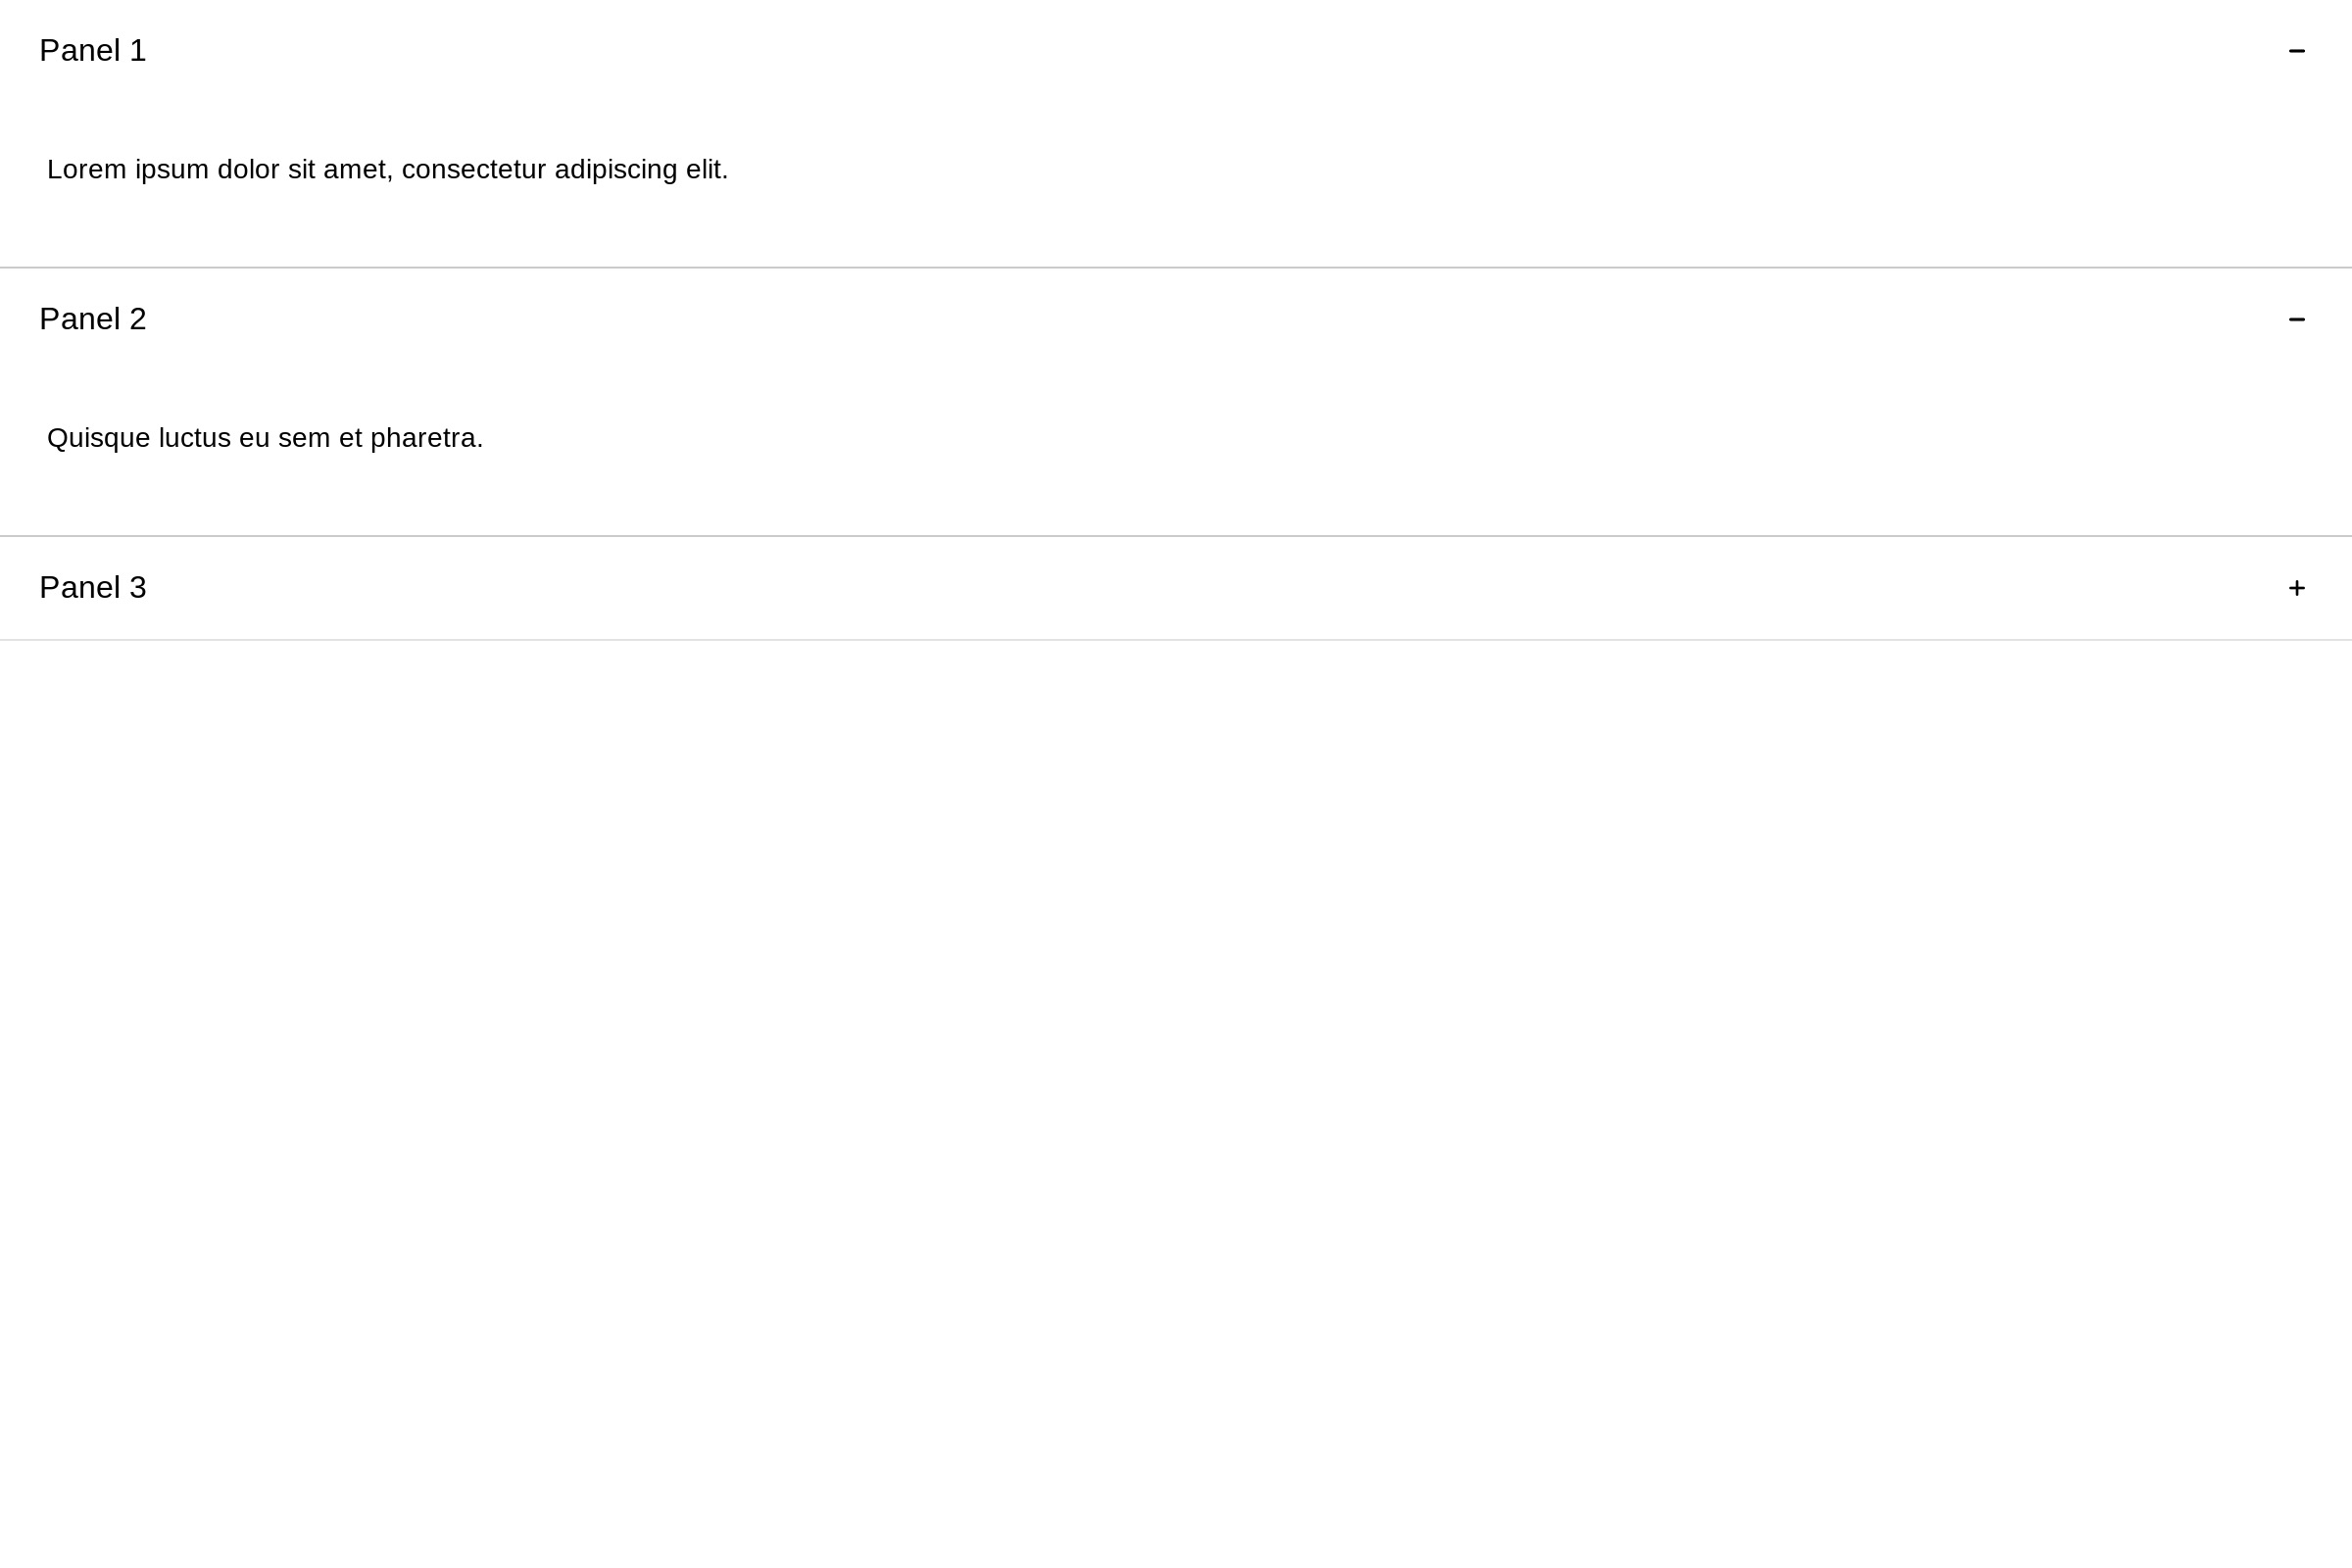 Panel 1
Lorem ipsum dolor sit amet, consectetur adipiscing elit.
Panel 2
Quisque luctus eu sem et pharetra.
Panel 3